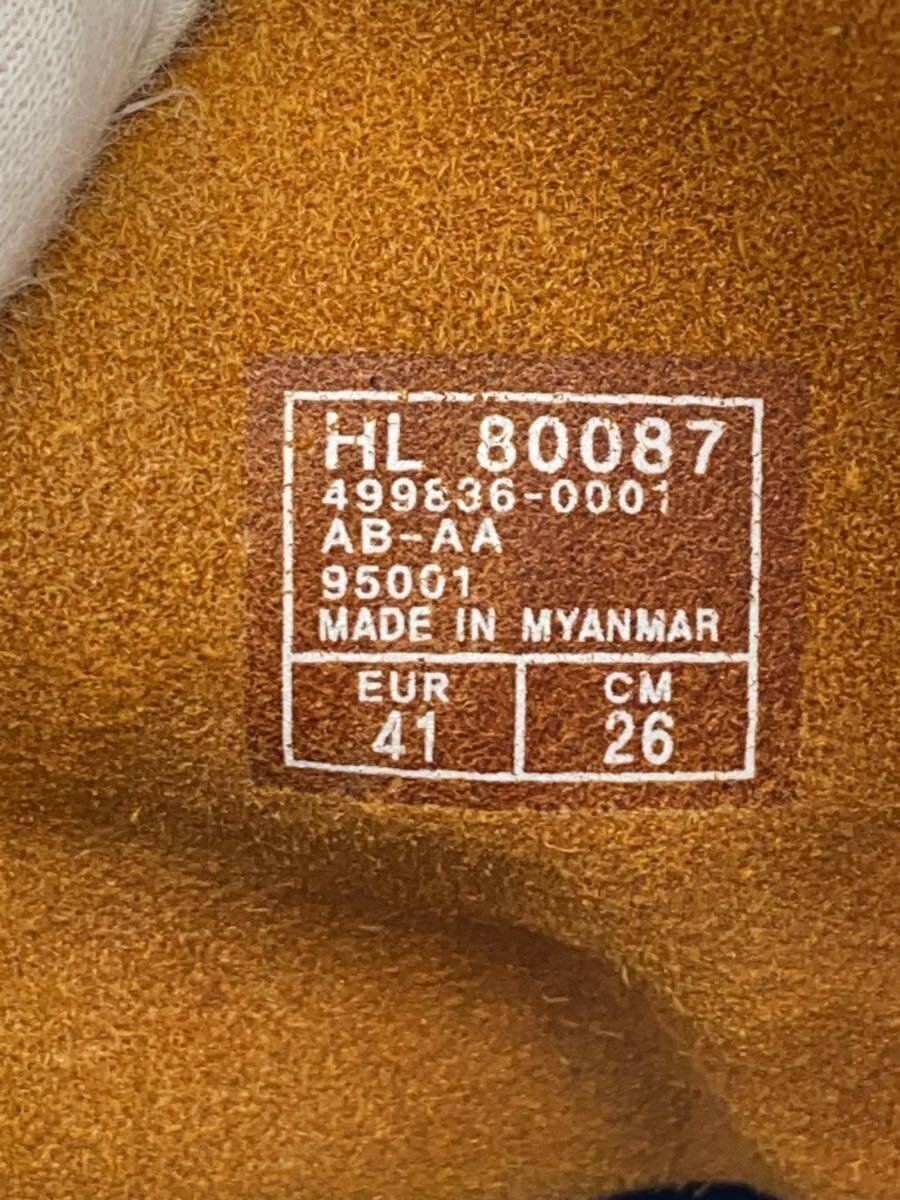 HL 80087
499836-0001
AB-AA
95001
MADE IN MYANMAR
EUR CM
41 26